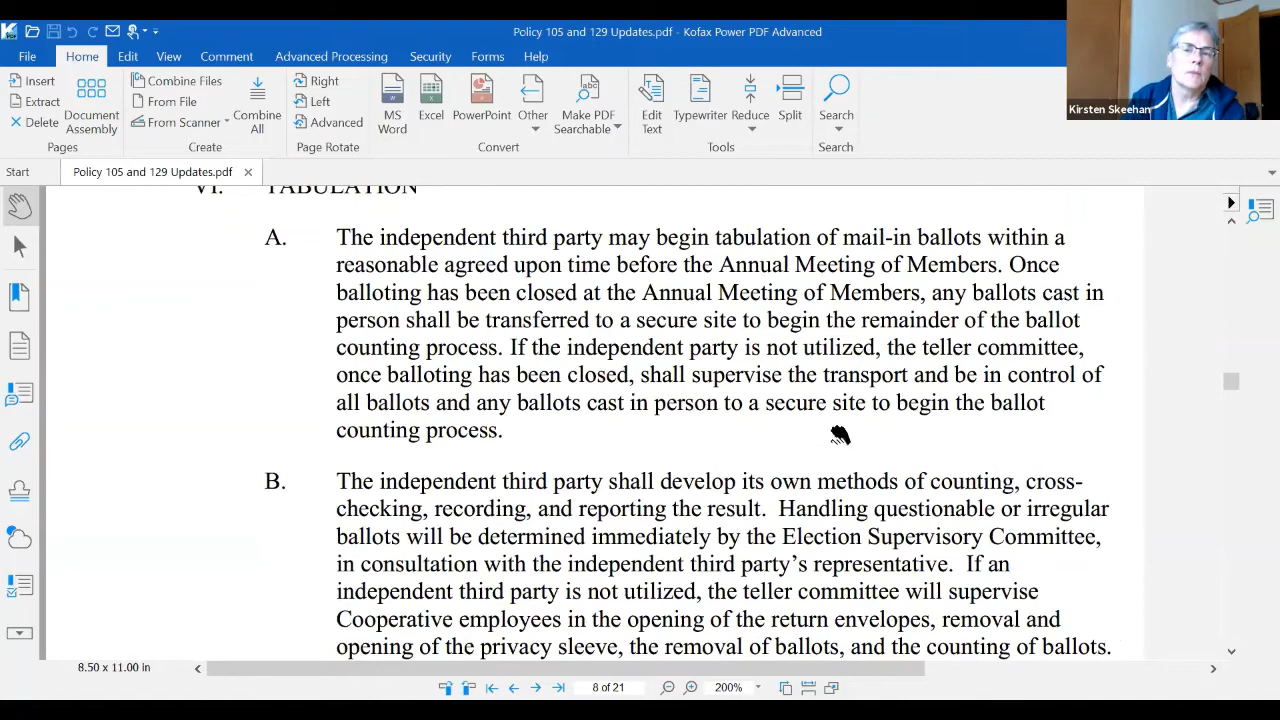 Policy 105 and 129 Updates.pdf - Kofax Power PDF Advanced
File Home Edit View Comment Advanced Processing Security Forms Help
Insert
Extract
Delete
Pages
Document Assembly
Combine Files
From File
From Scanner
Combine All
Create
Right
Left
Advanced
Page Rotate
MS Word
Excel
PowerPoint
Other
Make PDF Searchable
Convert
Edit Text
Typewriter
Reduce
Split
Tools
Search
Search
Kirsten Skeehan
Start
Policy 105 and 129 Updates.pdf
VI. TABULATION
A. The independent third party may begin tabulation of mail-in ballots within a
reasonable agreed upon time before the Annual Meeting of Members. Once
balloting has been closed at the Annual Meeting of Members, any ballots cast in
person shall be transferred to a secure site to begin the remainder of the ballot
counting process. If the independent party is not utilized, the teller committee,
once balloting has been closed, shall supervise the transport and be in control of
all ballots and any ballots cast in person to a secure site to begin the ballot
counting process.
B. The independent third party shall develop its own methods of counting, cross-
checking, recording, and reporting the result. Handling questionable or irregular
ballots will be determined immediately by the Election Supervisory Committee,
in consultation with the independent third party’s representative. If an
independent third party is not utilized, the teller committee will supervise
Cooperative employees in the opening of the return envelopes, removal and
opening of the privacy sleeve, the removal of ballots, and the counting of ballots.
8.50 x 11.00 in
8 of 21
200%